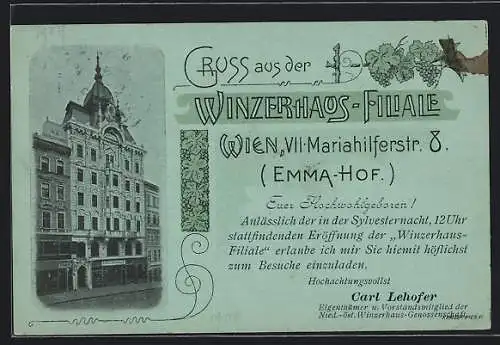 Gruss aus der
Winzerhaus-Filiale
Wien, VII. Mariahilferstr. 8.
(Emma-Hof.)
Euer Hochwohlgeboren!
Anlässlich der in der Sylvesternacht, 12 Uhr
stattfindenden Eröffnung der „Winzerhaus-
Filiale" erlaube ich mir Sie hiemit höflichst
zum Besuche einzuladen.
Hochachtungsvollst
Carl Lehofer
Eigenthümer u. Vorstandsmitglied der
Nied.-öst. Winzerhaus-Genossenschaft.